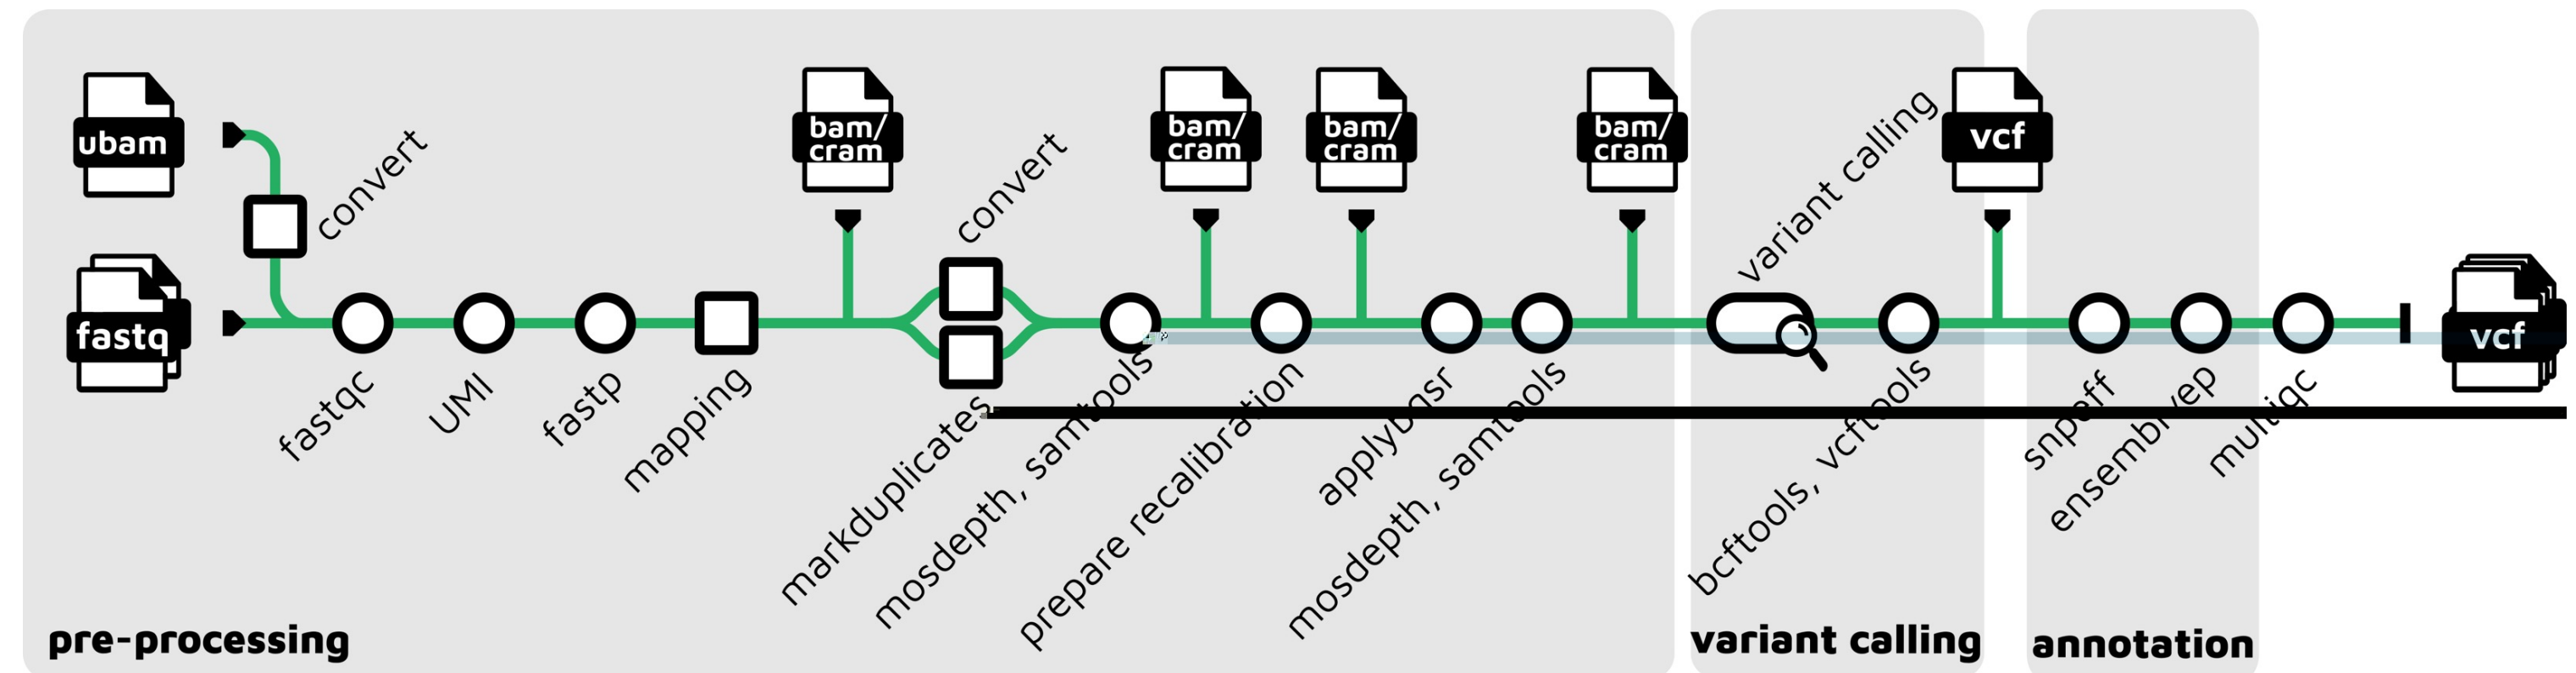 ubam
convert
fastq
fastqc
UMI
fastp
mapping
bam/
cram
convert
markduplicates
mosdepth, samtools
bam/
cram
prepare recalibration
bam/
cram
applybqsr
mosdepth, samtools
bam/
cram
variant calling
bcftools, vcftools
vcf
snpeff
ensemblvep
multiqc
vcf
pre-processing
variant calling
annotation